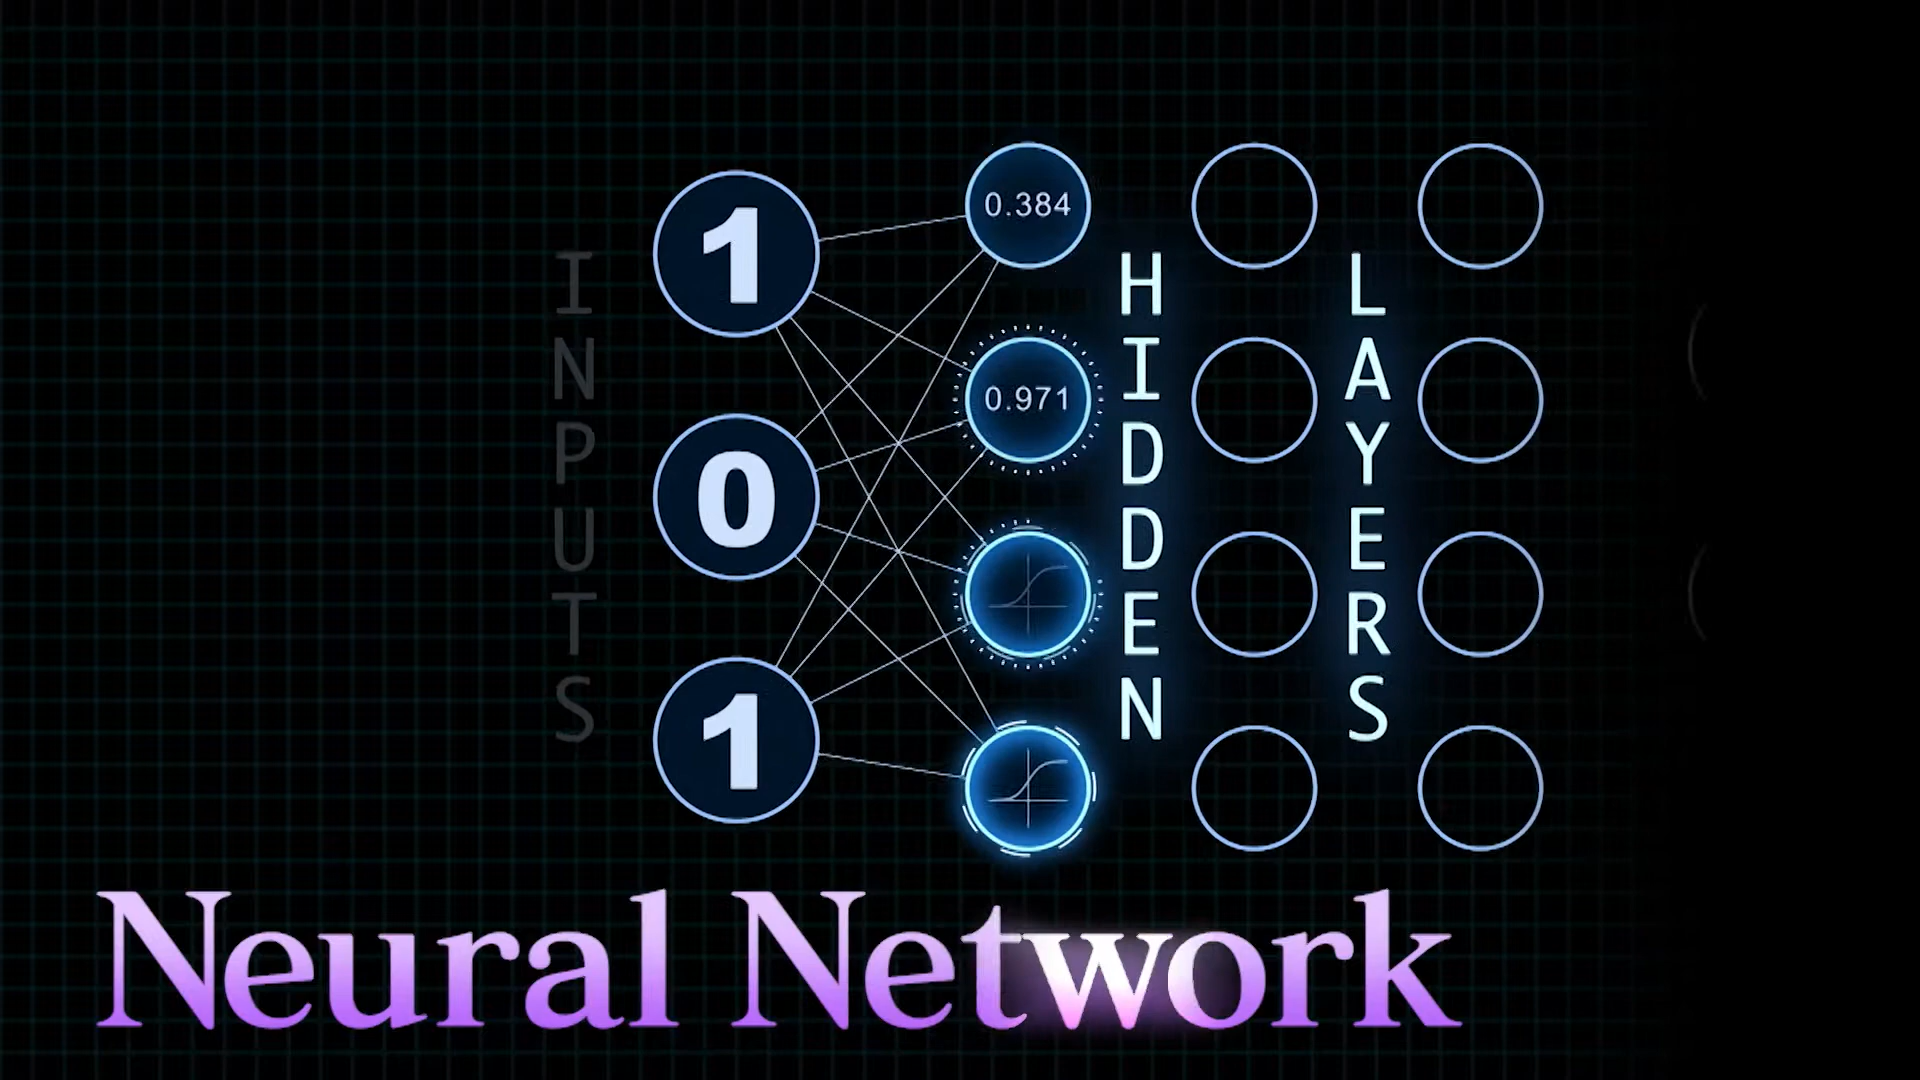 INPUTS
1
0
1
0.384
0.971
HIDDEN
LAYERS
Neural Network